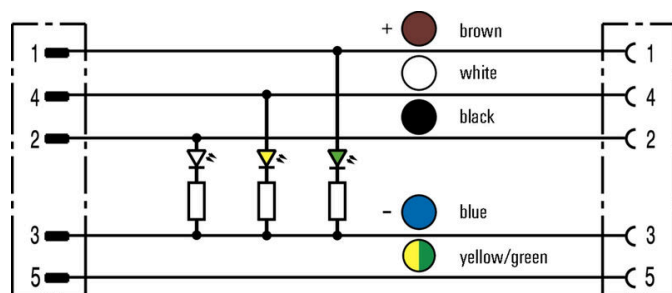 + brown
1 1
white
4 4
black
2 2
- blue
3 3
yellow/green
5 5